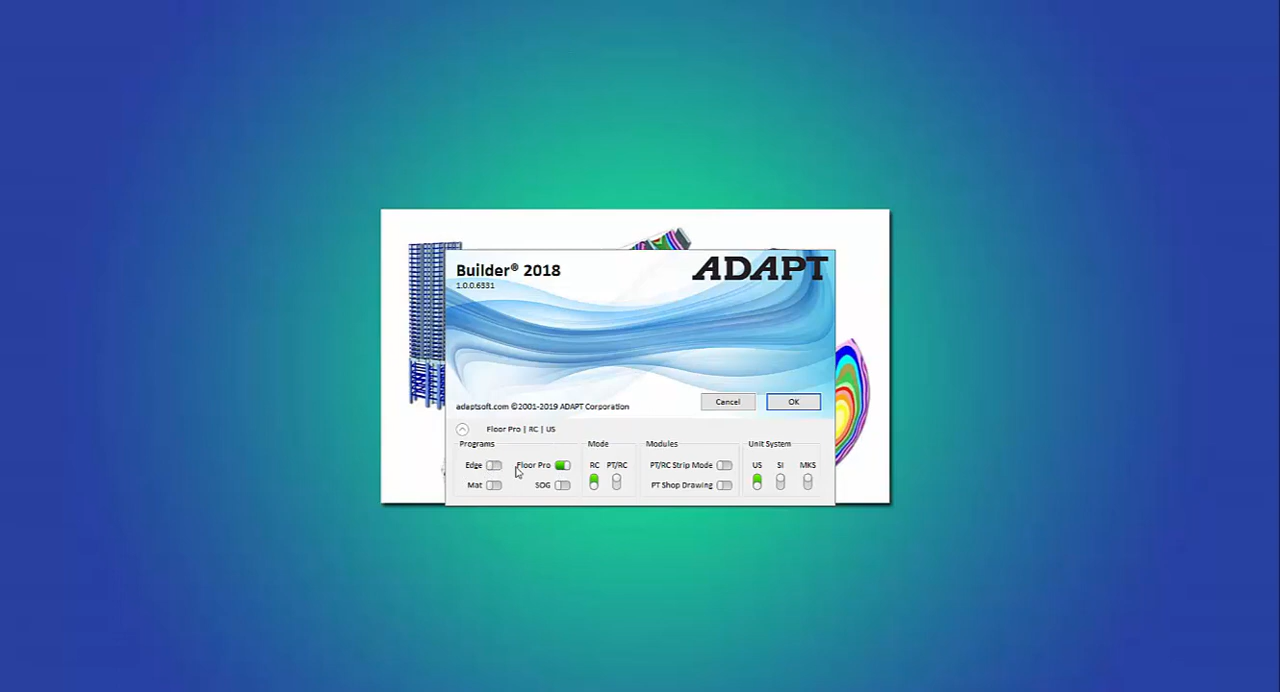 Builder® 2018
ADAPT
1.0.0.6331
Cancel
OK
adaptsoft.com ©2001-2019 ADAPT Corporation
Floor Pro | RC | US
Programs
Mode
Modules
Unit System
Edge
Floor Pro
RC
PT/RC
PT/RC Strip Mode
US
SI
MKS
Mat
SOG
PT Shop Drawing